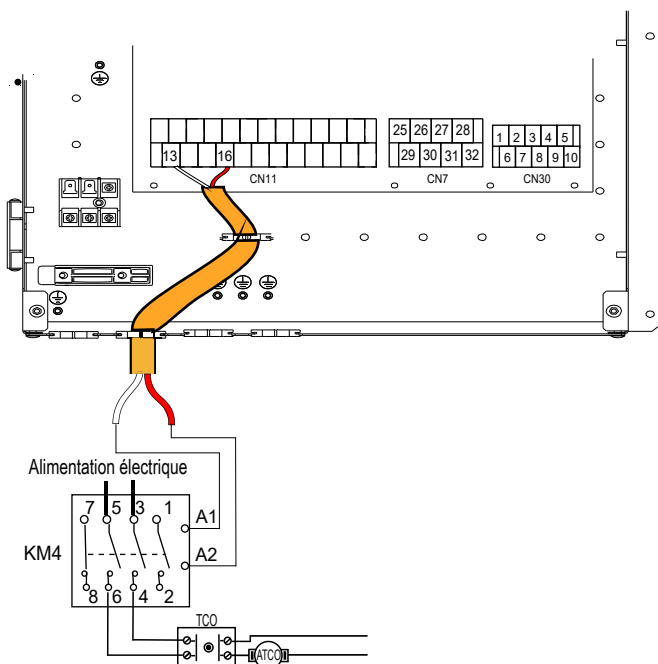 25 26 27 28
1 2 3 4 5
13 16
29 30 31 32
6 7 8 9 10
CN11
CN7
CN30
Alimentation électrique
7 5 3 1
A1
KM4
A2
8 6 4 2
TCO
ATCO